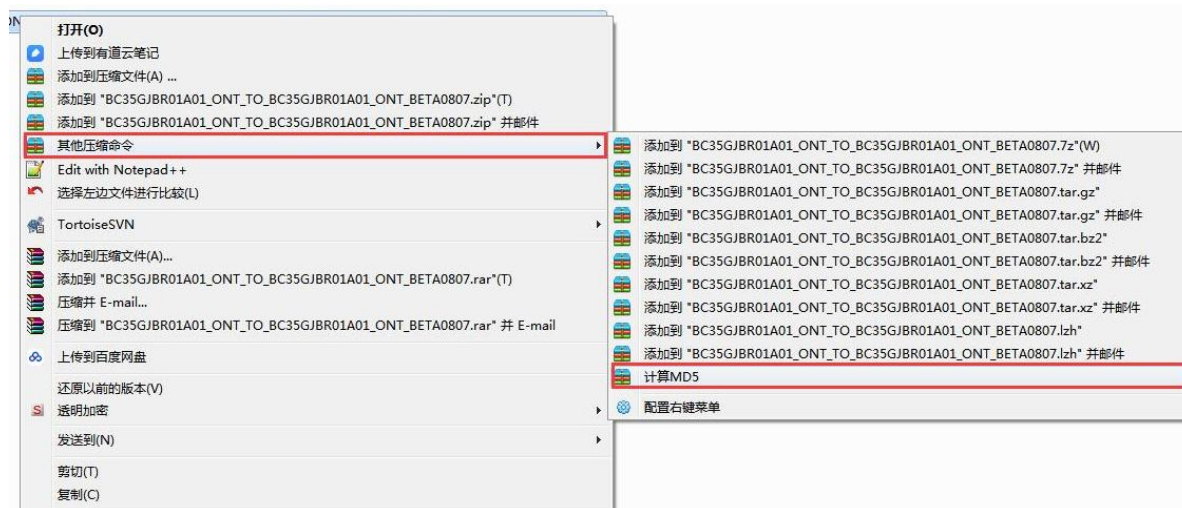 ON
打开(O)
上传到有道云笔记
添加到压缩文件(A) ...
添加到 "BC35GJBR01A01_ONT_TO_BC35GJBR01A01_ONT_BETA0807.zip"(T)
添加到 "BC35GJBR01A01_ONT_TO_BC35GJBR01A01_ONT_BETA0807.zip" 并邮件
其他压缩命令
Edit with Notepad++
选择左边文件进行比较(L)
TortoiseSVN
添加到压缩文件(A)...
添加到 "BC35GJBR01A01_ONT_TO_BC35GJBR01A01_ONT_BETA0807.rar"(T)
压缩并 E-mail...
压缩到 "BC35GJBR01A01_ONT_TO_BC35GJBR01A01_ONT_BETA0807.rar" 并 E-mail
上传到百度网盘
还原以前的版本(V)
透明加密
发送到(N)
剪切(T)
复制(C)
添加到 "BC35GJBR01A01_ONT_TO_BC35GJBR01A01_ONT_BETA0807.7z"(W)
添加到 "BC35GJBR01A01_ONT_TO_BC35GJBR01A01_ONT_BETA0807.7z" 并邮件
添加到 "BC35GJBR01A01_ONT_TO_BC35GJBR01A01_ONT_BETA0807.tar.gz"
添加到 "BC35GJBR01A01_ONT_TO_BC35GJBR01A01_ONT_BETA0807.tar.gz" 并邮件
添加到 "BC35GJBR01A01_ONT_TO_BC35GJBR01A01_ONT_BETA0807.tar.bz2"
添加到 "BC35GJBR01A01_ONT_TO_BC35GJBR01A01_ONT_BETA0807.tar.bz2" 并邮件
添加到 "BC35GJBR01A01_ONT_TO_BC35GJBR01A01_ONT_BETA0807.tar.xz"
添加到 "BC35GJBR01A01_ONT_TO_BC35GJBR01A01_ONT_BETA0807.tar.xz" 并邮件
添加到 "BC35GJBR01A01_ONT_TO_BC35GJBR01A01_ONT_BETA0807.lzh"
添加到 "BC35GJBR01A01_ONT_TO_BC35GJBR01A01_ONT_BETA0807.lzh" 并邮件
计算MD5
配置右键菜单